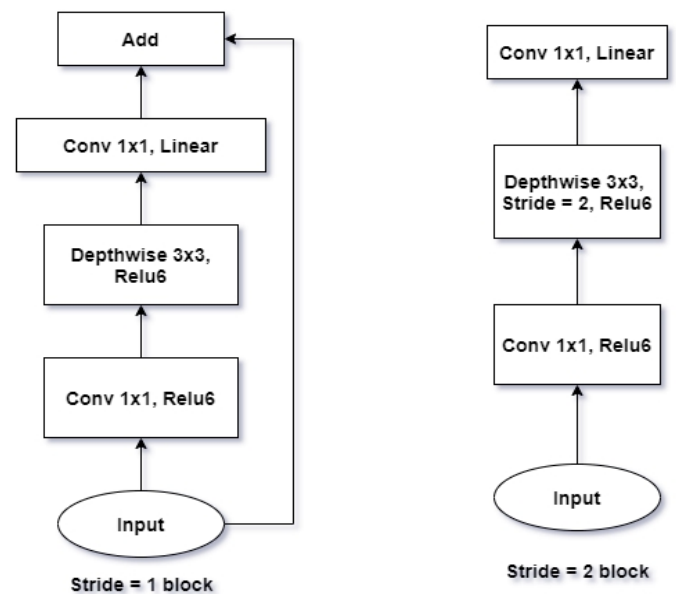 Add
Conv 1x1, Linear
Depthwise 3x3,
Relu6
Conv 1x1, Relu6
Input
Stride = 1 block
Conv 1x1, Linear
Depthwise 3x3,
Stride = 2, Relu6
Conv 1x1, Relu6
Input
Stride = 2 block